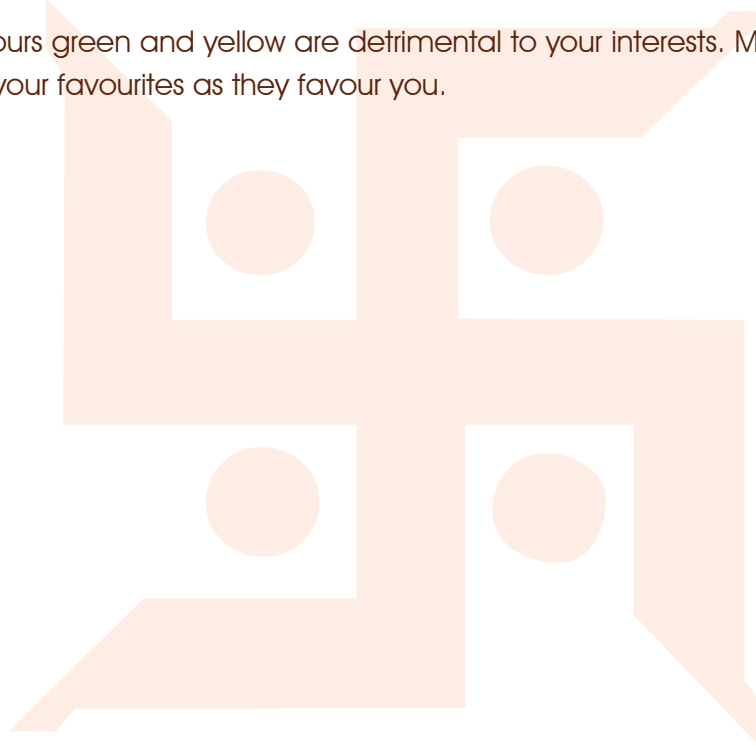 ours green and yellow are detrimental to your interests. M
your favourites as they favour you.